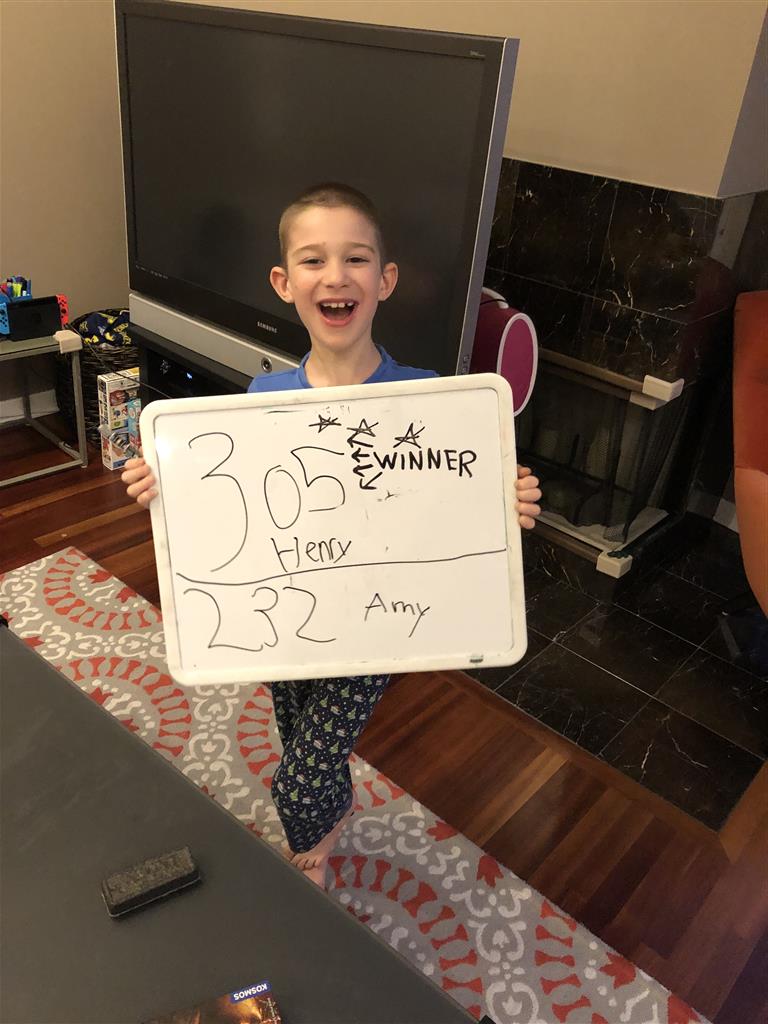 SAMSUNG
305 WINNER
Henry
232 Amy
KOSMOS